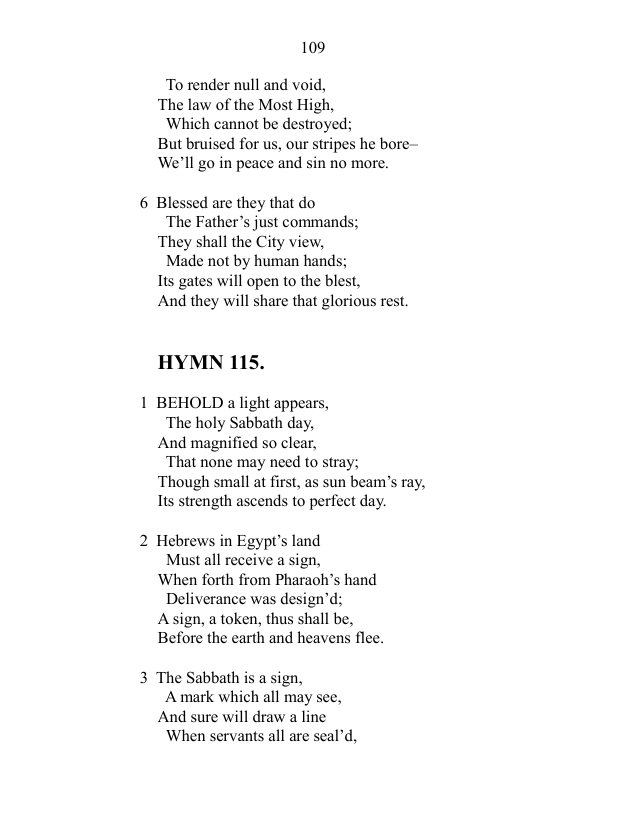 109
To render null and void,
The law of the Most High,
Which cannot be destroyed;
But bruised for us, our stripes he bore–
We’ll go in peace and sin no more.
6 Blessed are they that do
The Father’s just commands;
They shall the City view,
Made not by human hands;
Its gates will open to the blest,
And they will share that glorious rest.
HYMN 115.
1 BEHOLD a light appears,
The holy Sabbath day,
And magnified so clear,
That none may need to stray;
Though small at first, as sun beam’s ray,
Its strength ascends to perfect day.
2 Hebrews in Egypt’s land
Must all receive a sign,
When forth from Pharaoh’s hand
Deliverance was design’d;
A sign, a token, thus shall be,
Before the earth and heavens flee.
3 The Sabbath is a sign,
A mark which all may see,
And sure will draw a line
When servants all are seal’d,